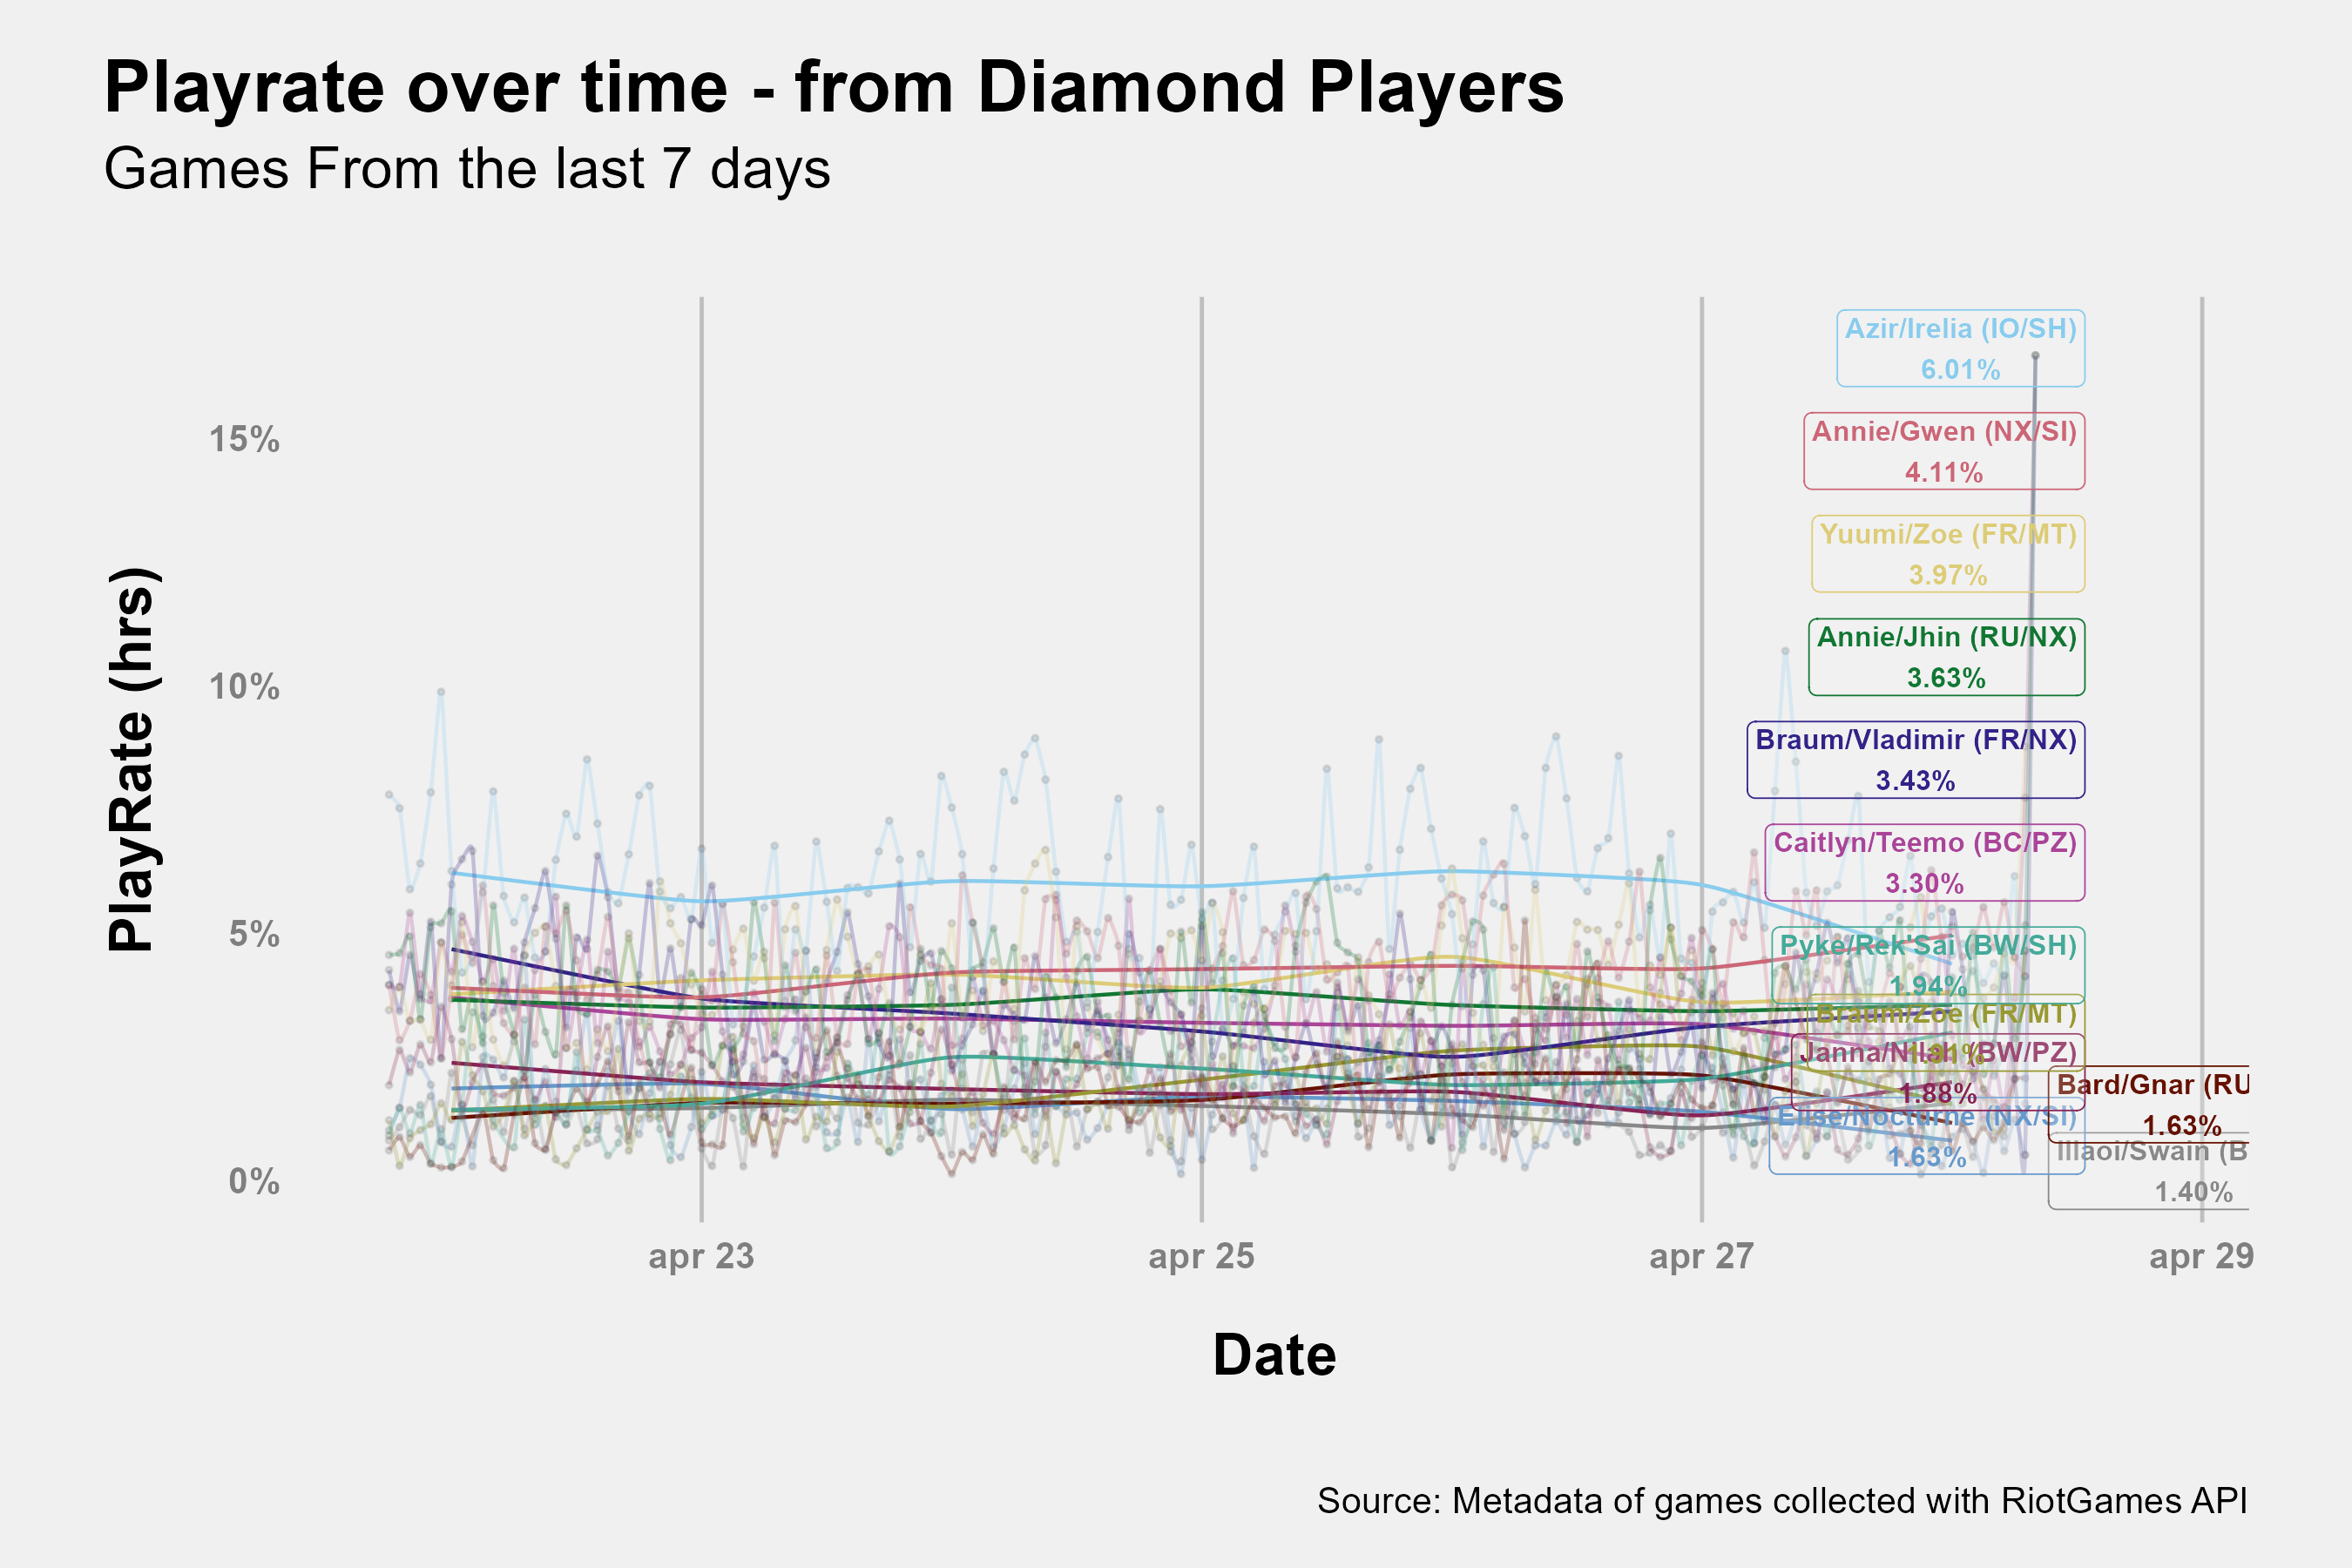 Playrate over time - from Diamond Players
Games From the last 7 days
PlayRate (hrs)
15%
10%
5%
0%
Azir/Irelia (IO/SH)
6.01%
Annie/Gwen (NX/SI)
4.11%
Yuumi/Zoe (FR/MT)
3.97%
Annie/Jhin (RU/NX)
3.63%
Braum/Vladimir (FR/NX)
3.43%
Caitlyn/Teemo (BC/PZ)
3.30%
Pyke/Rek'Sai (BW/SH)
1.94%
Braum/Zoe (FR/MT)
Janna/Nilah (BW/PZ)
1.88%
Bard/Gnar (RU
1.63%
Elise/Nocturne (NX/SI)
1.63%
Illaoi/Swain (B
1.40%
apr 23
apr 25
apr 27
apr 29
Date
Source: Metadata of games collected with RiotGames API